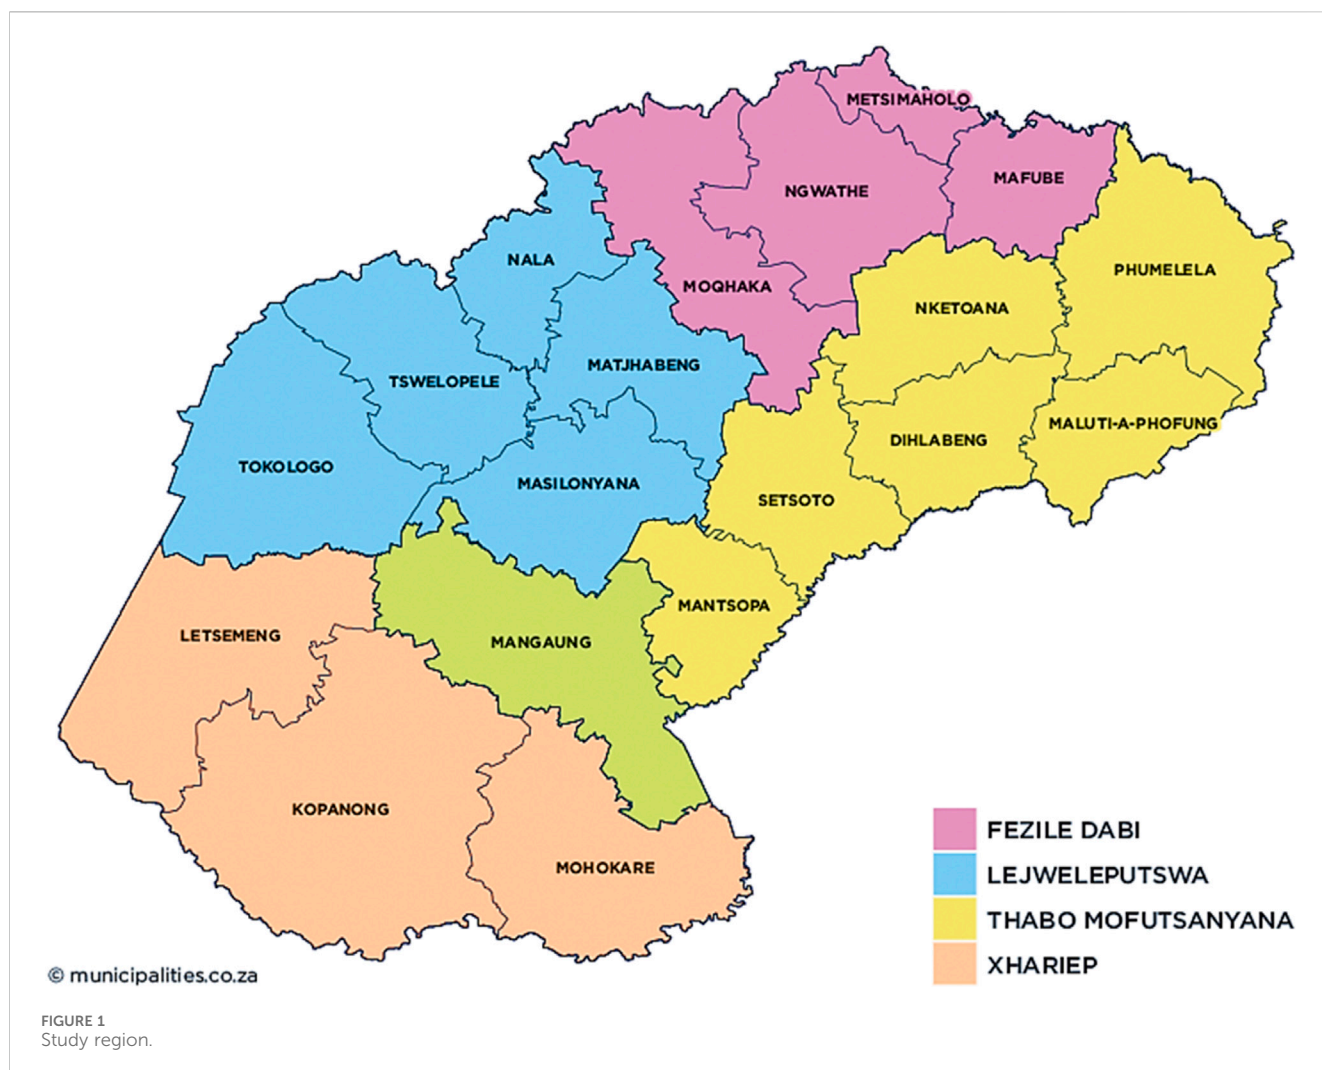 METSIMAHOLO
MAFUBE
NGWATHE
PHUMELELA
NALA
MOQHAKA
NKETOANA
MATJHABENG
TSWELOPELE
MALUTI-A-PHOFUNG
DIHLABENG
TOKOLOGO
MASILONYANA
SETSOTO
MANTSOPA
LETSEMENG
MANGAUNG
KOPANONG
MOHOKARE
FEZILE DABI
LEJWELEPUTSWA
THABO MOFUTSANYANA
XHARIEP
© municipalities.co.za
FIGURE 1
Study region.